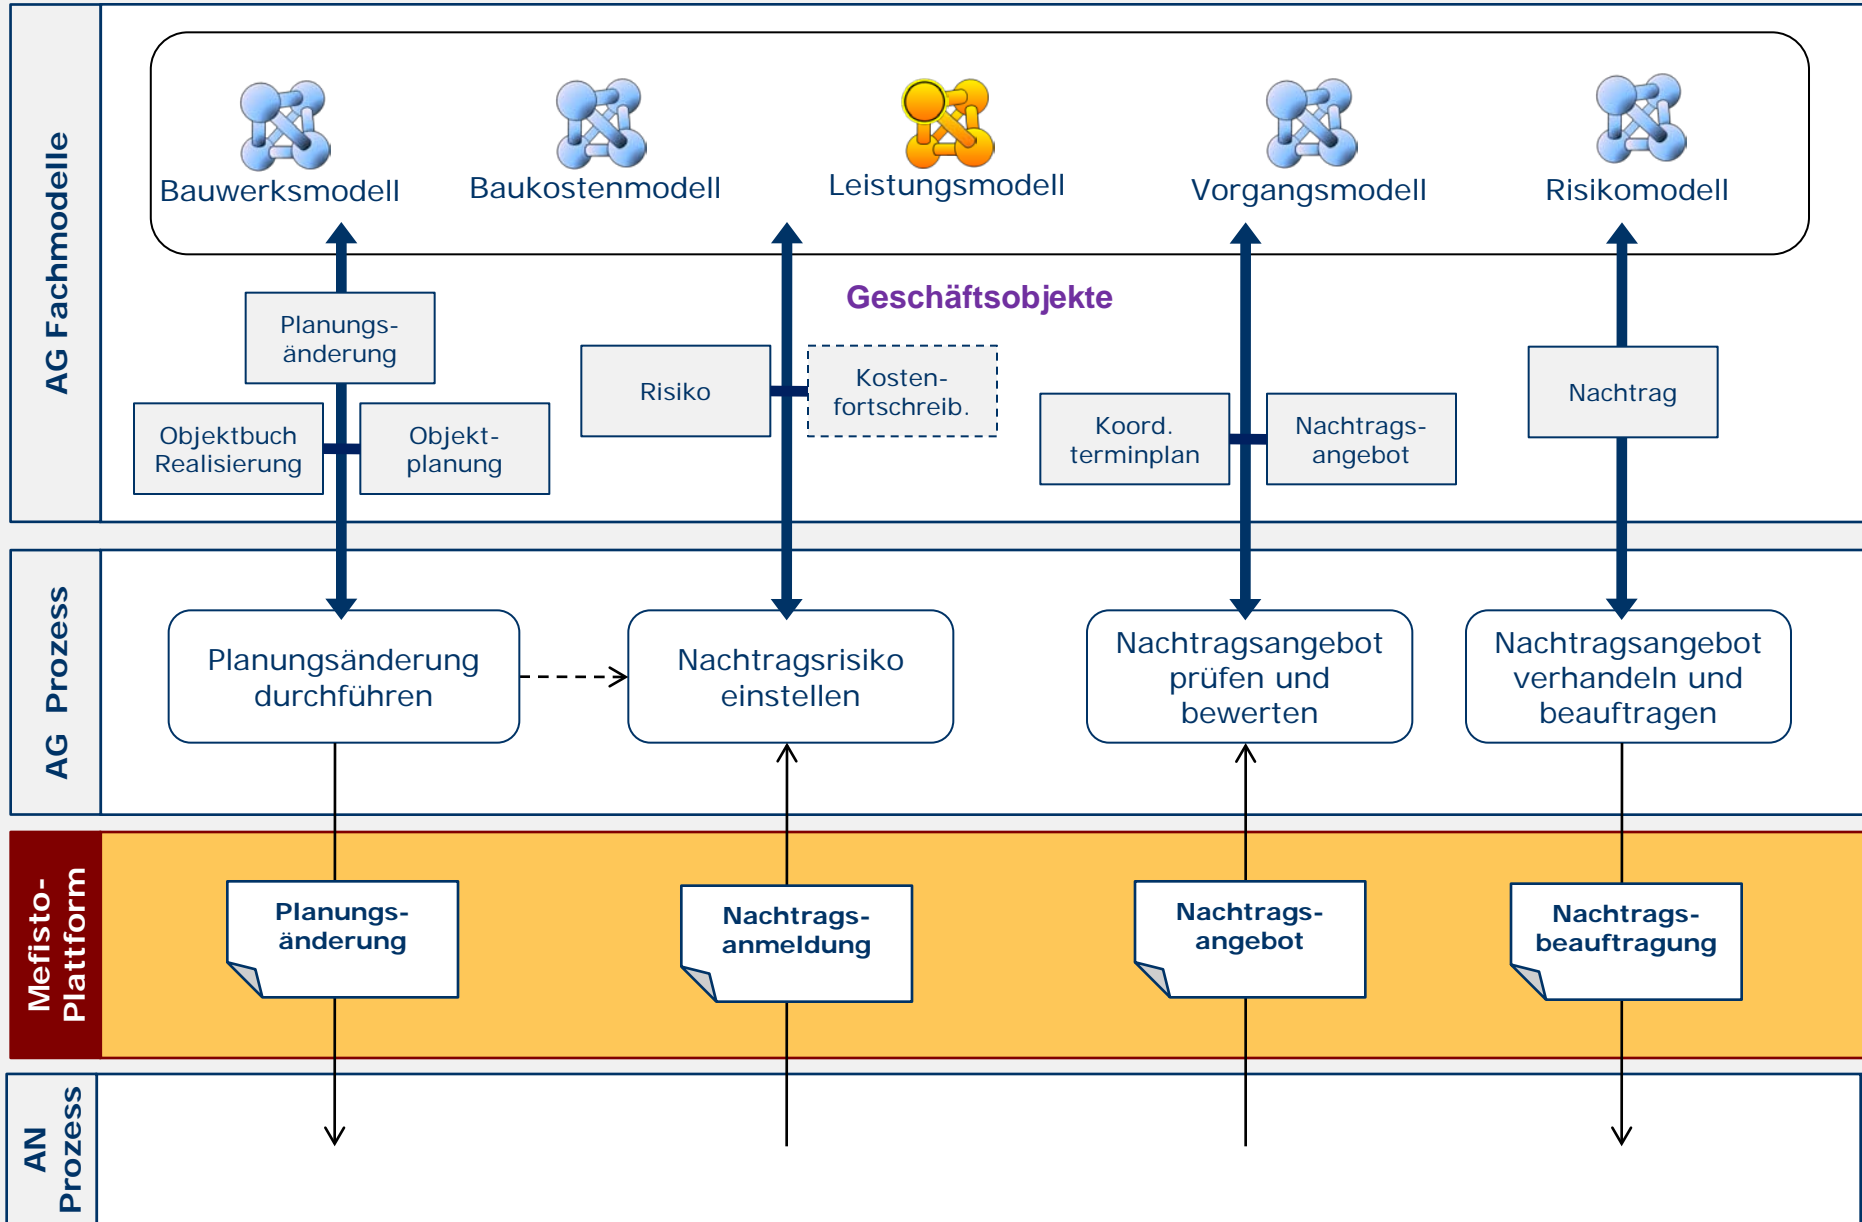 AG Fachmodelle
Bauwerksmodell
Baukostenmodell
Leistungsmodell
Vorgangsmodell
Risikomodell
Geschäftsobjekte
Planungs-
änderung
Objektbuch
Realisierung
Objekt-
planung
Risiko
Kosten-
fortschreib.
Koord.
terminplan
Nachtrags-
angebot
Nachtrag
AG Prozess
Planungsänderung
durchführen
Nachtragsrisiko
einstellen
Nachtragsangebot
prüfen und
bewerten
Nachtragsangebot
verhandeln und
beauftragen
Mefisto-
Plattform
Planungs-
änderung
Nachtrags-
anmeldung
Nachtrags-
angebot
Nachtrags-
beauftragung
AN
Prozess